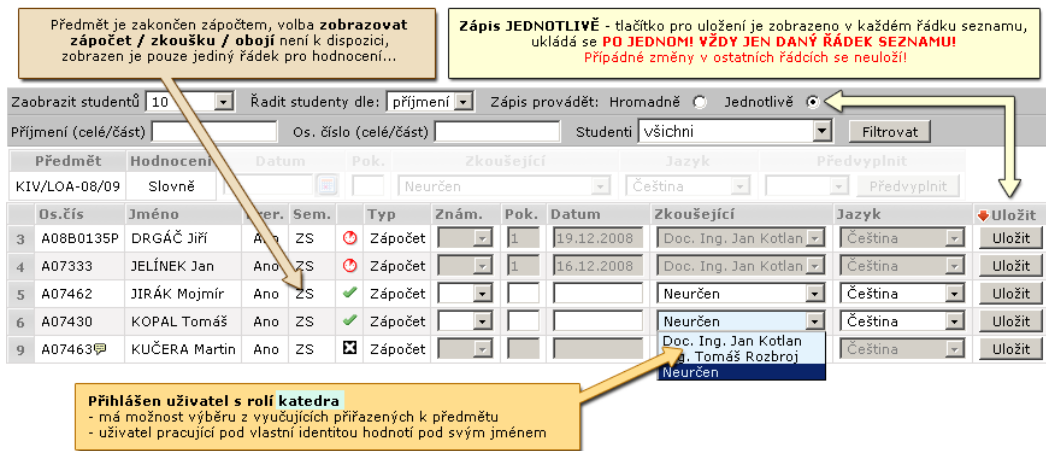 Předmět je zakončen zápočtem, volba zobrazovat
zápočet / zkoušku / obojí není k dispozici,
zobrazen je pouze jediný řádek pro hodnocení...
Zápis JEDNOTLIVĚ - tlačítko pro uložení je zobrazeno v každém řádku seznamu,
ukládá se PO JEDNOM! VŽDY JEN DANÝ ŘÁDEK SEZNAMU!
Případné změny v ostatních řádcích se neuloží!
Zaobrazit studentů 10 Řadit studenty dle: příjmení Zápis provádět: Hromadně Jednotlivě
Příjmení (celé/část) Os. číslo (celé/část) Studenti všichni Filtrovat
Předmět Hodnocení Datum Pok. Zkoušející Jazyk Předvyplnit
KIV/LOA-08/09 Slovně Neurčen Čeština Předvyplnit
Os.čís Jméno Sem. Typ Znám. Pok. Datum Zkoušející Jazyk Uložit
3 A08B0135P DRGÁČ Jiří Ano ZS Zápočet 1 19.12.2008 Doc. Ing. Jan Kotlan Čeština Uložit
4 A07333 JELÍNEK Jan Ano ZS Zápočet 1 16.12.2008 Doc. Ing. Jan Kotlan Čeština Uložit
5 A07462 JIRÁK Mojmír Ano ZS Zápočet Neurčen Čeština Uložit
6 A07430 KOPAL Tomáš Ano ZS Zápočet Neurčen Čeština Uložit
9 A07463 KUČERA Martin Ano ZS Zápočet Čeština Uložit
Doc. Ing. Jan Kotlan
Ing. Tomáš Rozbroj
Neurčen
Přihlášen uživatel s rolí katedra
- má možnost výběru z vyučujících přiřazených k předmětu
- uživatel pracující pod vlastní identitou hodnotí pod svým jménem